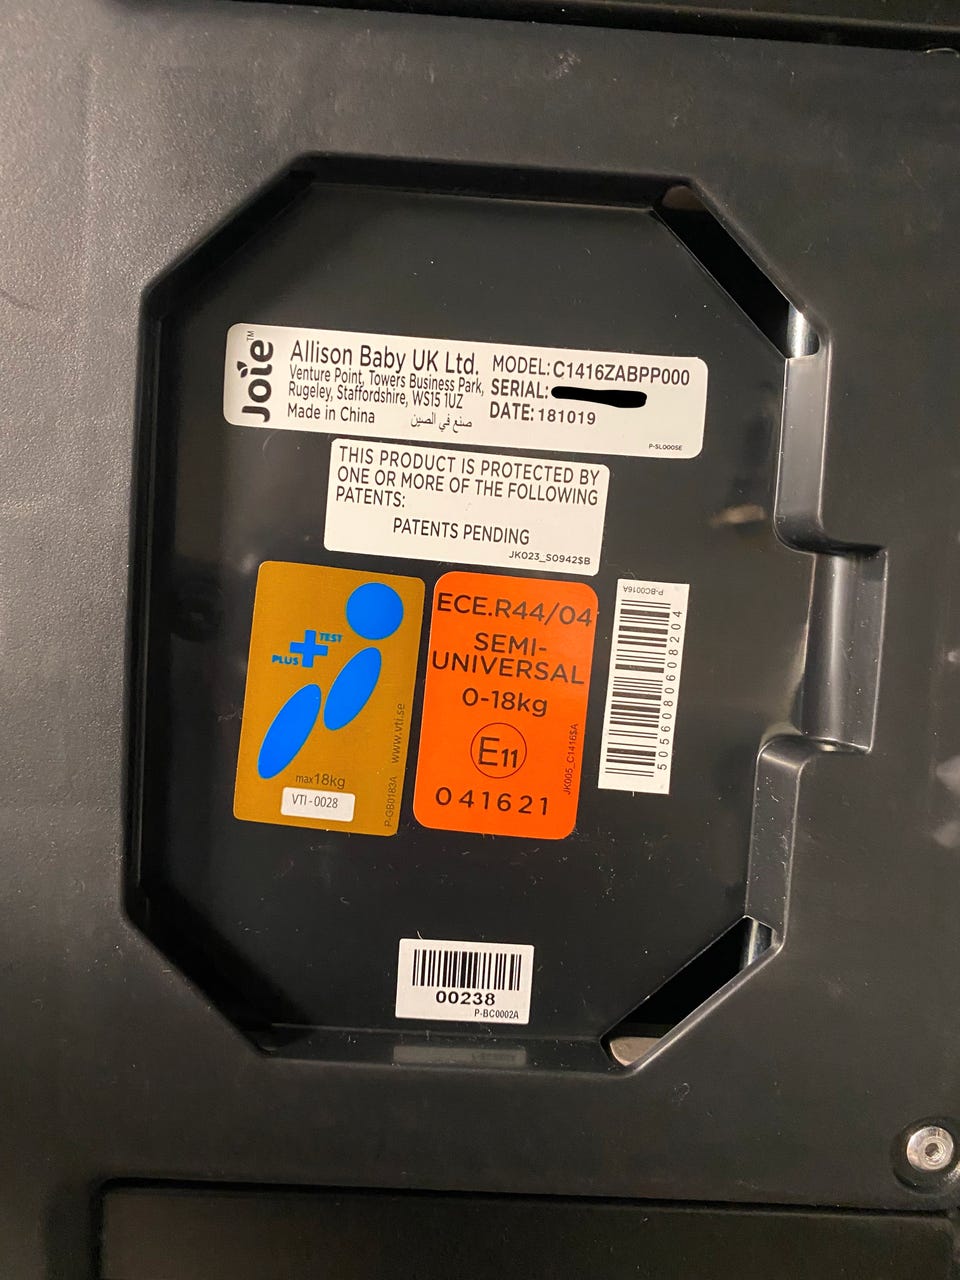 Joie™
Allison Baby UK Ltd.
Venture Point, Towers Business Park,
Rugeley, Staffordshire, WS15 1UZ
Made in China صنع في الصين
MODEL: C1416ZABPP000
SERIAL:
DATE: 181019
P-SL0005E
THIS PRODUCT IS PROTECTED BY
ONE OR MORE OF THE FOLLOWING
PATENTS:
PATENTS PENDING
JK023_S0942$B
PLUS TEST
max18kg
VTI-0028
www.vti.se
P-GB0183A
ECE.R44/04
SEMI-
UNIVERSAL
0-18kg
E11
041621
JK005_C1416$A
P-BC0016A
5056080608204
00238
P-BC0002A